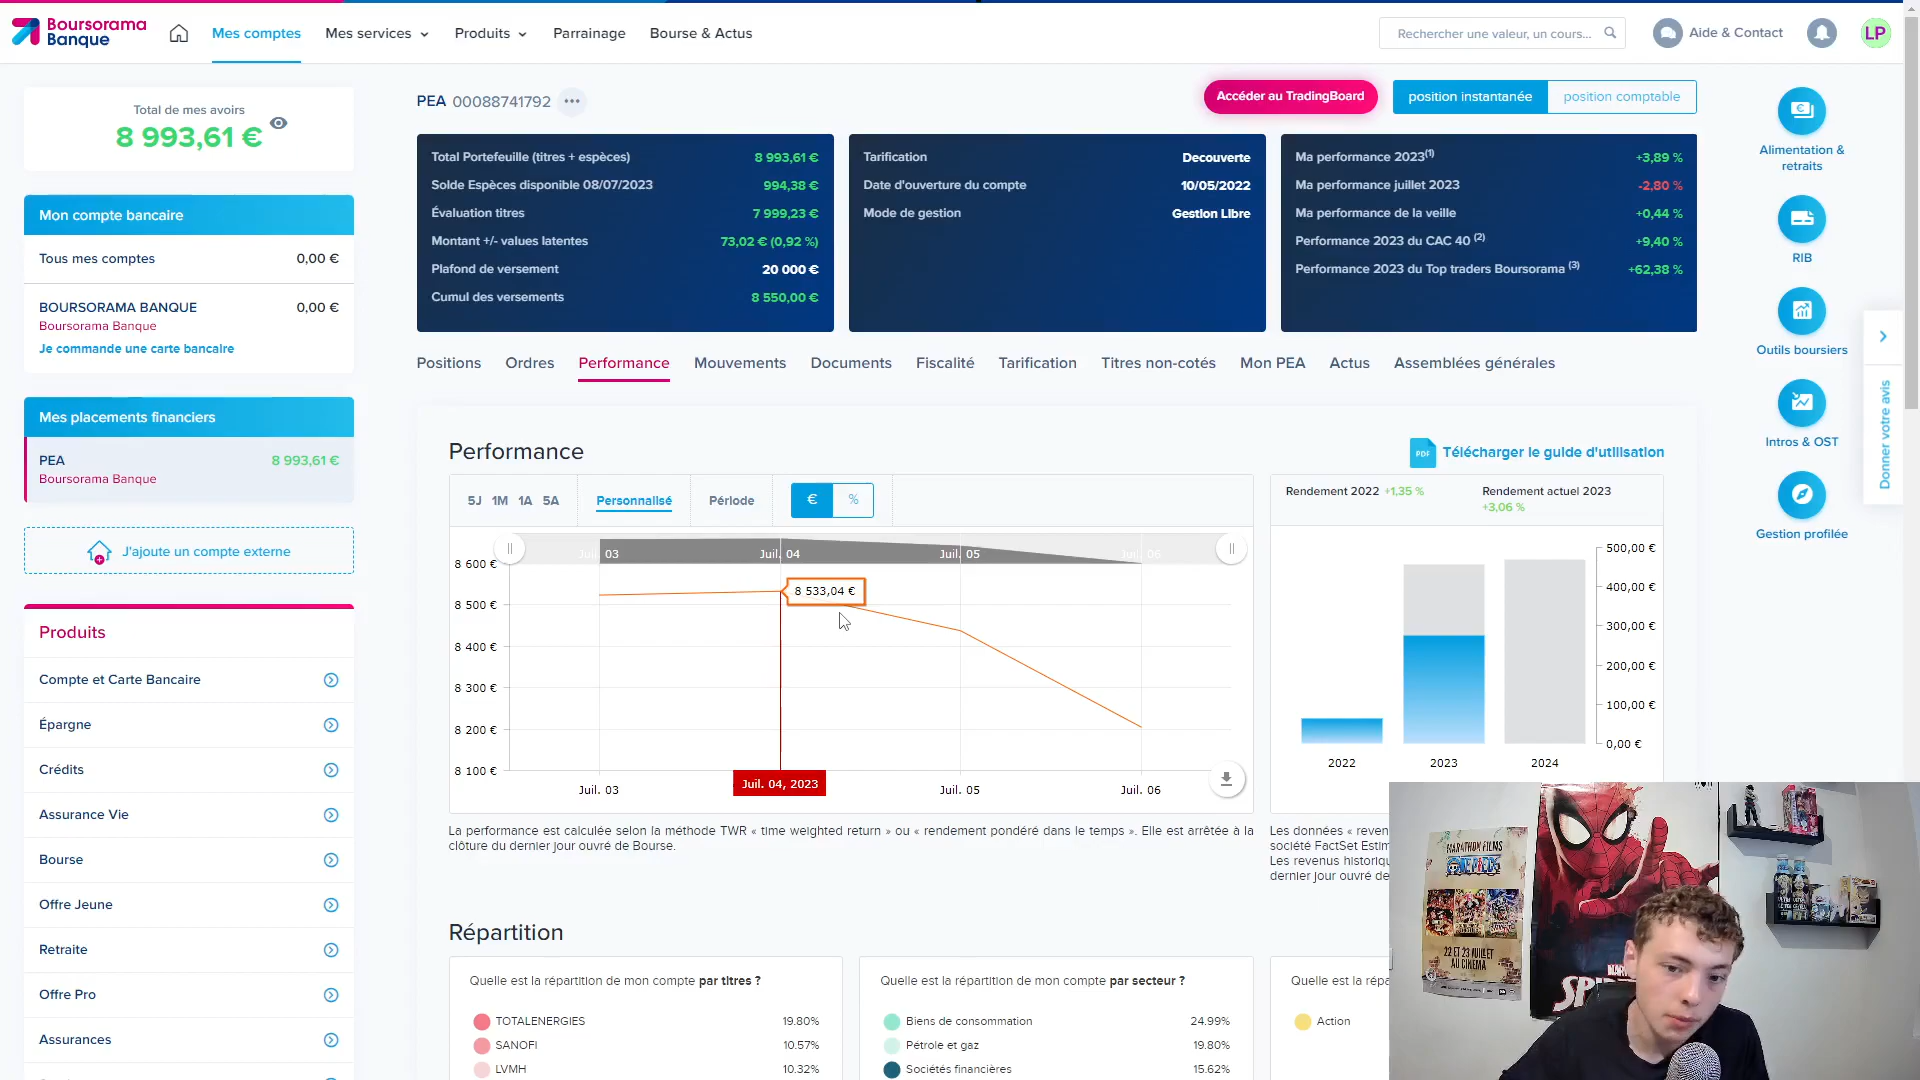 Boursorama
Banque
Mes comptes
Mes services
Produits
Parrainage
Bourse & Actus
Rechercher une valeur, un cours...
Aide & Contact
LP
Total de mes avoirs
8 993,61 €
Mon compte bancaire
Tous mes comptes 0,00 €
BOURSORAMA BANQUE 0,00 €
Boursorama Banque
Je commande une carte bancaire
Mes placements financiers
PEA 8 993,61 €
Boursorama Banque
J'ajoute un compte externe
Produits
Compte et Carte Bancaire
Épargne
Crédits
Assurance Vie
Bourse
Offre Jeune
Retraite
Offre Pro
Assurances
PEA 00088741792
Accéder au TradingBoard
position instantanée
position comptable
Total Portefeuille (titres + espèces) 8 993,61 €
Solde Espèces disponible 08/07/2023 994,38 €
Évaluation titres 7 999,23 €
Montant +/- values latentes 73,02 € (0,92 %)
Plafond de versement 20 000 €
Cumul des versements 8 550,00 €
Tarification Decouverte
Date d'ouverture du compte 10/05/2022
Mode de gestion Gestion Libre
Ma performance 2023(1) +3,89 %
Ma performance juillet 2023 -2,80 %
Ma performance de la veille +0,44 %
Performance 2023 du CAC 40 (2) +9,40 %
Performance 2023 du Top traders Boursorama (3) +62,38 %
Positions
Ordres
Performance
Mouvements
Documents
Fiscalité
Tarification
Titres non-cotés
Mon PEA
Actus
Assemblées générales
Performance
PDF
Télécharger le guide d'utilisation
5J 1M 1A 5A
Personnalisé
Période
€ %
Juil. 03 Juil. 04 Juil. 05 Juil. 06
8 600 €
8 500 €
8 400 €
8 300 €
8 200 €
8 100 €
8 533,04 €
Juil. 03
Juil. 04, 2023
Juil. 05
Juil. 06
La performance est calculée selon la méthode TWR « time weighted return » ou « rendement pondéré dans le temps ». Elle est arrêtée à la
clôture du dernier jour ouvré de Bourse.
Rendement 2022 +1,35 %
Rendement actuel 2023
+3,06 %
500,00 €
400,00 €
300,00 €
200,00 €
100,00 €
0,00 €
2022 2023 2024
Les données « reven
société FactSet Estim
Les revenus historiqu
dernier jour ouvré de
Répartition
Quelle est la répartition de mon compte par titres ?
TOTALENERGIES 19.80%
SANOFI 10.57%
LVMH 10.32%
Quelle est la répartition de mon compte par secteur ?
Biens de consommation 24.99%
Pétrole et gaz 19.80%
Sociétés financières 15.62%
Quelle est la répa
Action
Alimentation &
retraits
RIB
Outils boursiers
Intros & OST
Gestion profilée
Donner votre avis
MARATHON FILMS
ONE PIECE
22 ET 23 JUILLET
AU CINEMA